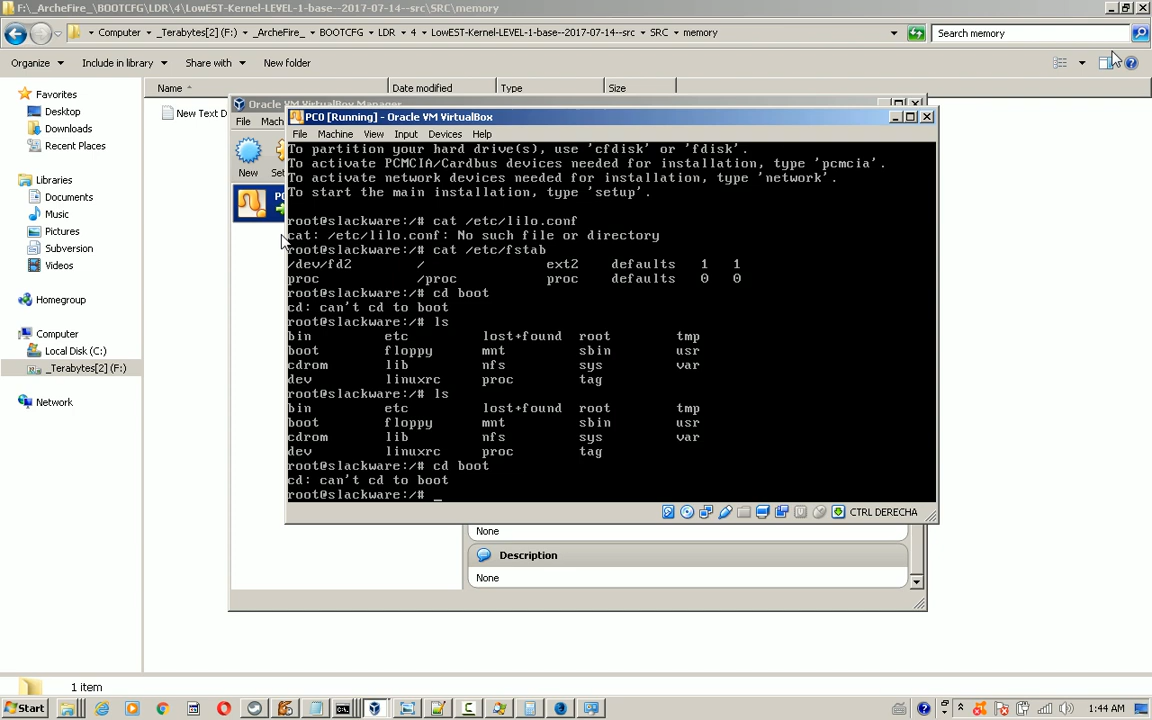 F:\_ArcheFire_\BOOTCFG\LDR\4\LowEST-Kernel-LEVEL-1-base--2017-07-14--src\SRC\memory
Computer
_Terabytes[2] (F:)
_ArcheFire_
BOOTCFG
LDR
4
LowEST-Kernel-LEVEL-1-base--2017-07-14--src
SRC
memory
Search memory
Organize
Include in library
Share with
New folder
Favorites
Desktop
Downloads
Recent Places
Libraries
Documents
Music
Pictures
Subversion
Videos
Homegroup
Computer
Local Disk (C:)
_Terabytes[2] (F:)
Network
Name
Date modified
Type
Size
New Text D
Oracle VM VirtualBox Manager
File
Mach
New
Set
PC
PC0 [Running] - Oracle VM VirtualBox
File Machine View Input Devices Help
To partition your hard drive(s), use 'cfdisk' or 'fdisk'.
To activate PCMCIA/Cardbus devices needed for installation, type 'pcmcia'.
To activate network devices needed for installation, type 'network'.
To start the main installation, type 'setup'.
root@slackware:/# cat /etc/lilo.conf
cat: /etc/lilo.conf: No such file or directory
root@slackware:/# cat /etc/fstab
/dev/fd2 / ext2 defaults 1 1
proc /proc proc defaults 0 0
root@slackware:/# cd boot
cd: can't cd to boot
root@slackware:/# ls
bin etc lost+found root tmp
boot floppy mnt sbin usr
cdrom lib nfs sys var
dev linuxrc proc tag
root@slackware:/# ls
bin etc lost+found root tmp
boot floppy mnt sbin usr
cdrom lib nfs sys var
dev linuxrc proc tag
root@slackware:/# cd boot
cd: can't cd to boot
root@slackware:/# _
CTRL DERECHA
None
Description
None
1 item
Start
1:44 AM